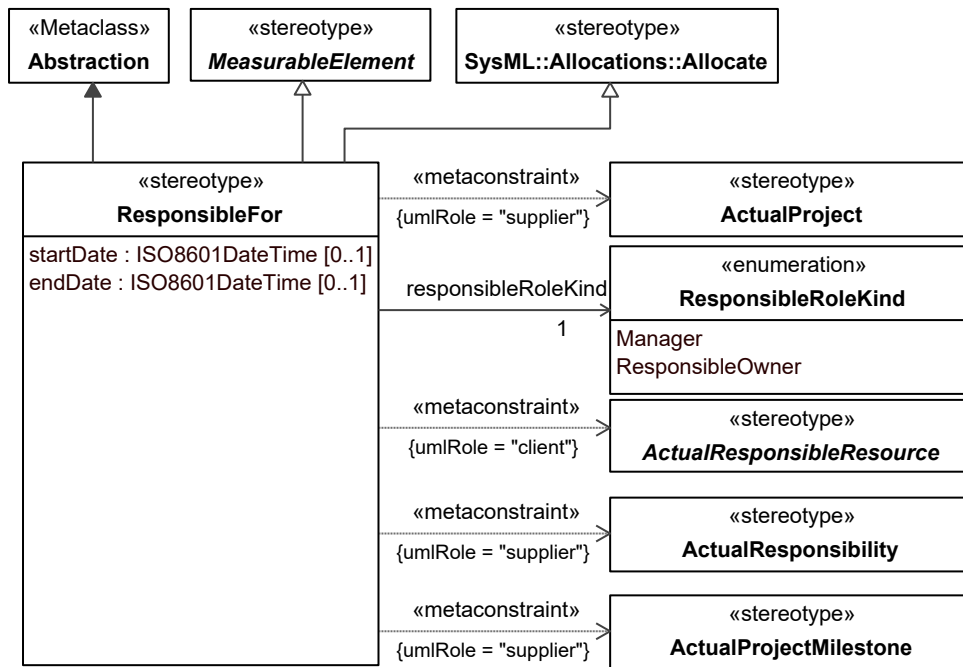 «Metaclass»
Abstraction
«stereotype»
MeasurableElement
«stereotype»
SysML::Allocations::Allocate
«stereotype»
ResponsibleFor
startDate : ISO8601DateTime [0..1]
endDate : ISO8601DateTime [0..1]
«metaconstraint»
{umlRole = "supplier"}
«stereotype»
ActualProject
responsibleRoleKind
1
«enumeration»
ResponsibleRoleKind
Manager
ResponsibleOwner
«metaconstraint»
{umlRole = "client"}
«stereotype»
ActualResponsibleResource
«metaconstraint»
{umlRole = "supplier"}
«stereotype»
ActualResponsibility
«metaconstraint»
{umlRole = "supplier"}
«stereotype»
ActualProjectMilestone